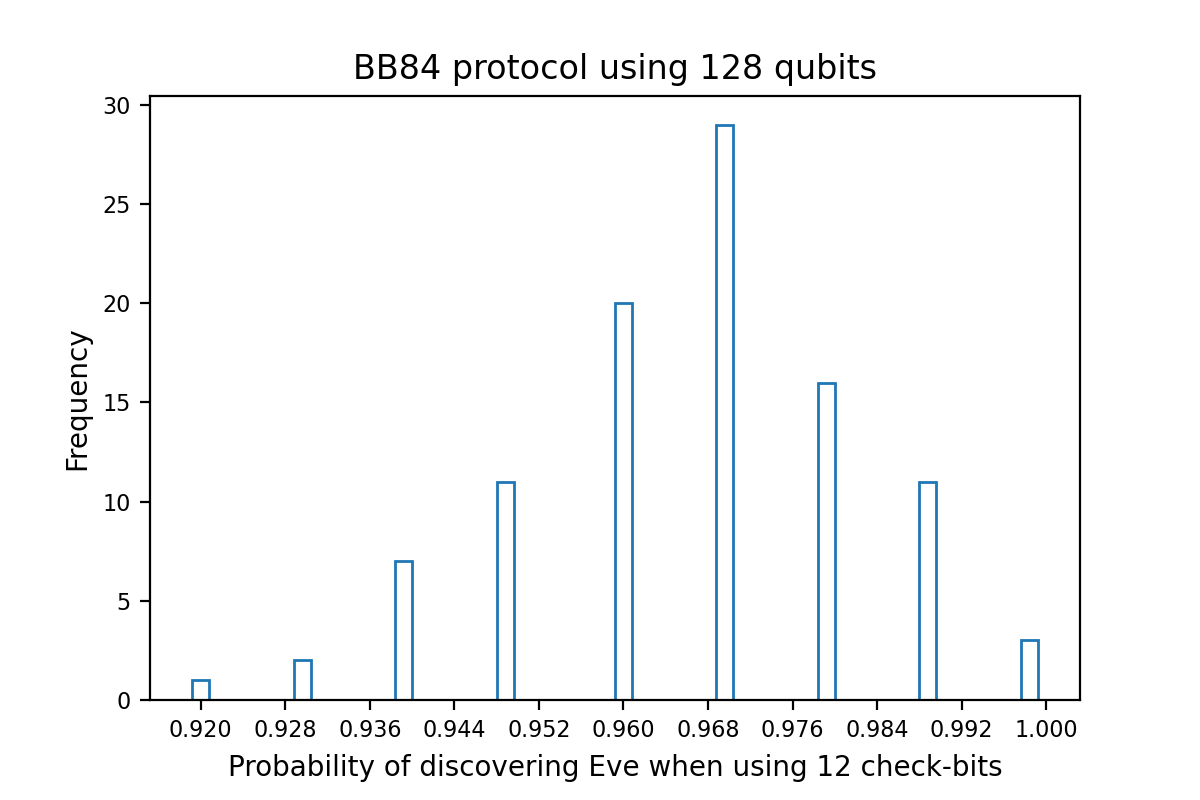 BB84 protocol using 128 qubits
30
25
20
15
10
5
0
Frequency
0.920 0.928 0.936 0.944 0.952 0.960 0.968 0.976 0.984 0.992 1.000
Probability of discovering Eve when using 12 check-bits